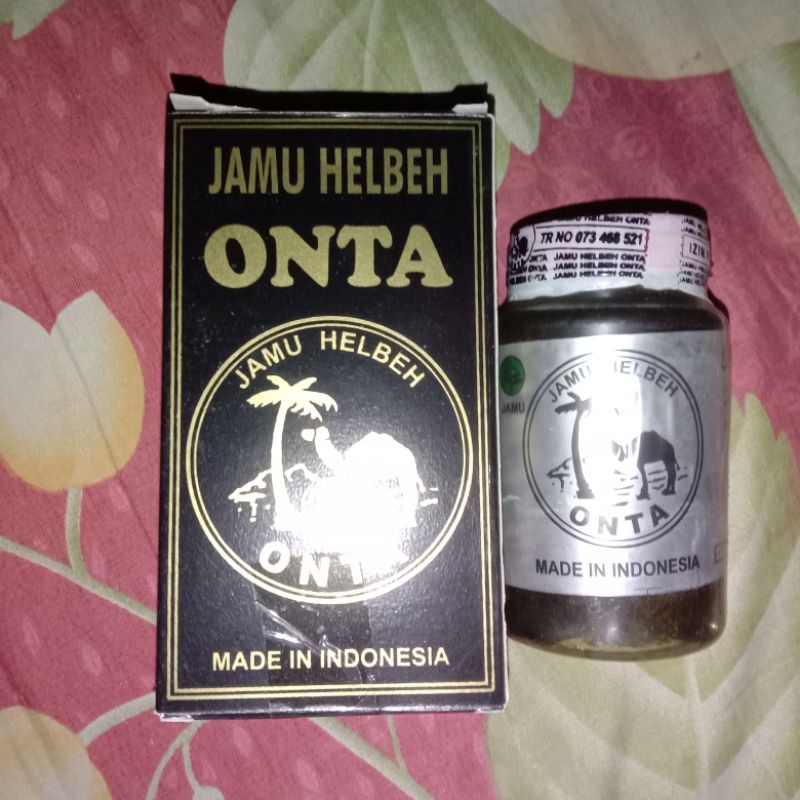 JAMU HELBEH
ONTA
JAMU HELBEH
ONTA
MADE IN INDONESIA
TR NO 073 468 521
IZIN
JAMU HELBEH ONTA
JAMU HELBEH ONTA
JAMU HELBEH ONTA
JAMU
JAMU HELBEH
ONTA
MADE IN INDONESIA